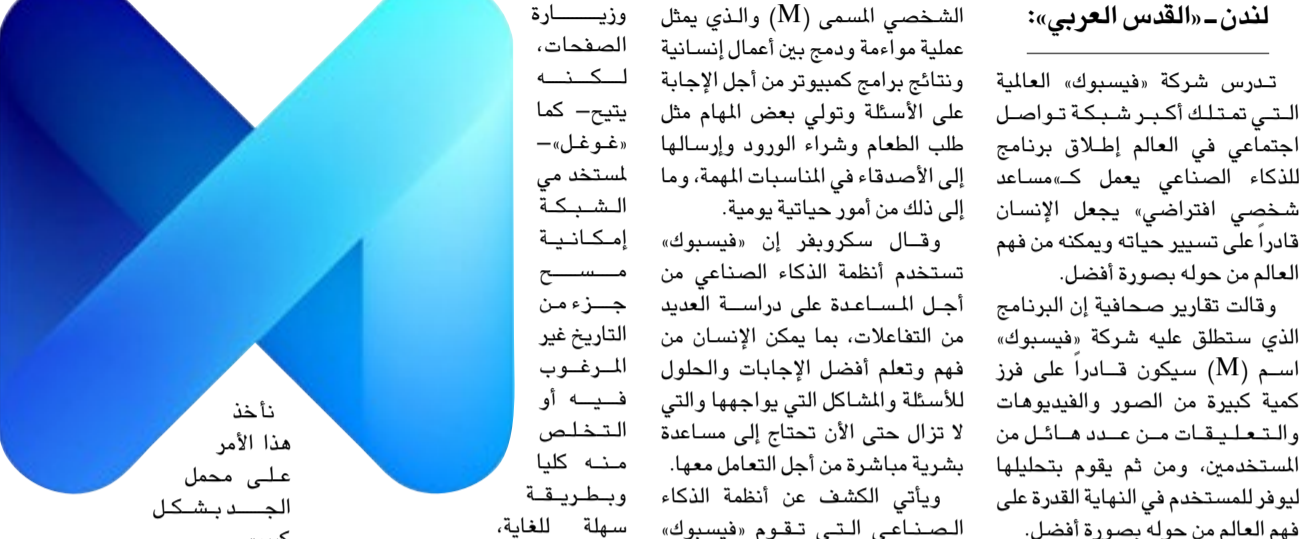 لندن ـ «القدس العربي»:
تدرس شركة «فيسبوك» العالمية
التي تمتلك أكبر شبكة تواصل
اجتماعي في العالم إطلاق برنامج
للذكاء الصناعي يعمل كـ«مساعد
شخصي افتراضي» يجعل الإنسان
قادراً على تسيير حياته ويمكنه من فهم
العالم من حوله بصورة أفضل.
وقالت تقارير صحافية إن البرنامج
الذي ستطلق عليه شركة «فيسبوك»
اسم (M) سيكون قادراً على فرز
كمية كبيرة من الصور والفيديوهات
والتعليقات من عدد هائل من
المستخدمين، ومن ثم يقوم بتحليلها
ليوفر للمستخدم في النهاية القدرة على
فهم العالم من حوله بصورة أفضل.
الشخصي المسمى (M) والذي يمثل
عملية مواءمة ودمج بين أعمال إنسانية
ونتائج برامج كمبيوتر من أجل الإجابة
على الأسئلة وتولي بعض المهام مثل
طلب الطعام وشراء الورود وإرسالها
إلى الأصدقاء في المناسبات المهمة، وما
إلى ذلك من أمور حياتية يومية.
وقال سكروبفر إن «فيسبوك»
تستخدم أنظمة الذكاء الصناعي من
أجل المساعدة على دراسة العديد
من التفاعلات، بما يمكن الإنسان من
فهم وتعلم أفضل الإجابات والحلول
للأسئلة والمشاكل التي يواجهها والتي
لا تزال حتى الأن تحتاج إلى مساعدة
بشرية مباشرة من أجل التعامل معها.
ويأتي الكشف عن أنظمة الذكاء
الصناعي التي تقوم «فيسبوك»
وزيارة
الصفحات،
لكنه
يتيح– كما
«غوغل»–
لمستخد مي
الشبكة
إمكانية
مسح
جزء من
التاريخ غير
المرغوب
فيه أو
التخلص
منه كليا
وبطريقة
سهلة للغاية،
نأخذ
هذا الأمر
على محمل
الجد بشكل